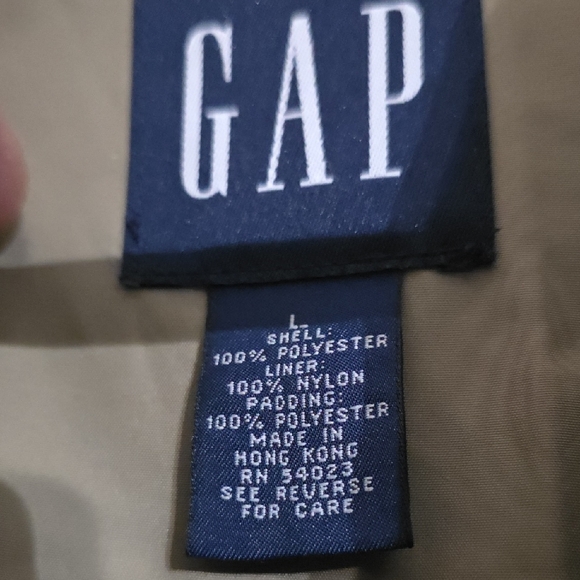 GAP
L
SHELL:
100% POLYESTER
LINER:
100% NYLON
PADDING:
100% POLYESTER
MADE IN
HONG KONG
RN 54023
SEE REVERSE
FOR CARE